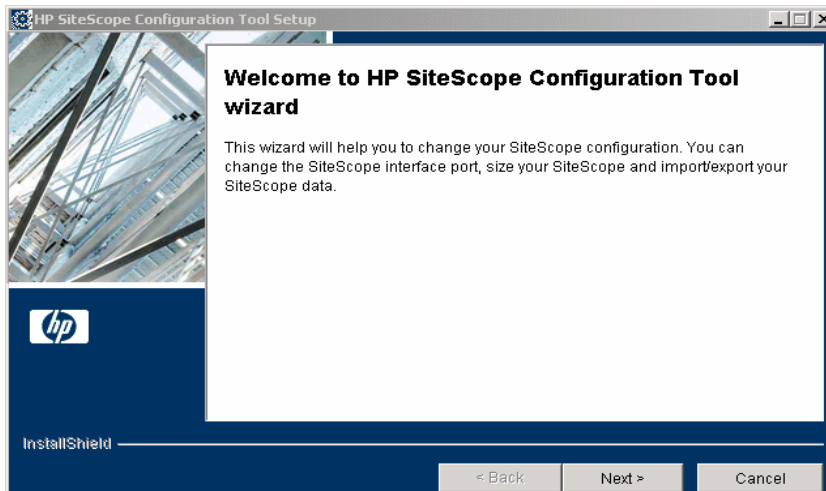 HP SiteScope Configuration Tool Setup
Welcome to HP SiteScope Configuration Tool
wizard
This wizard will help you to change your SiteScope configuration. You can
change the SiteScope interface port, size your SiteScope and import/export your
SiteScope data.
hp
InstallShield
< Back
Next >
Cancel